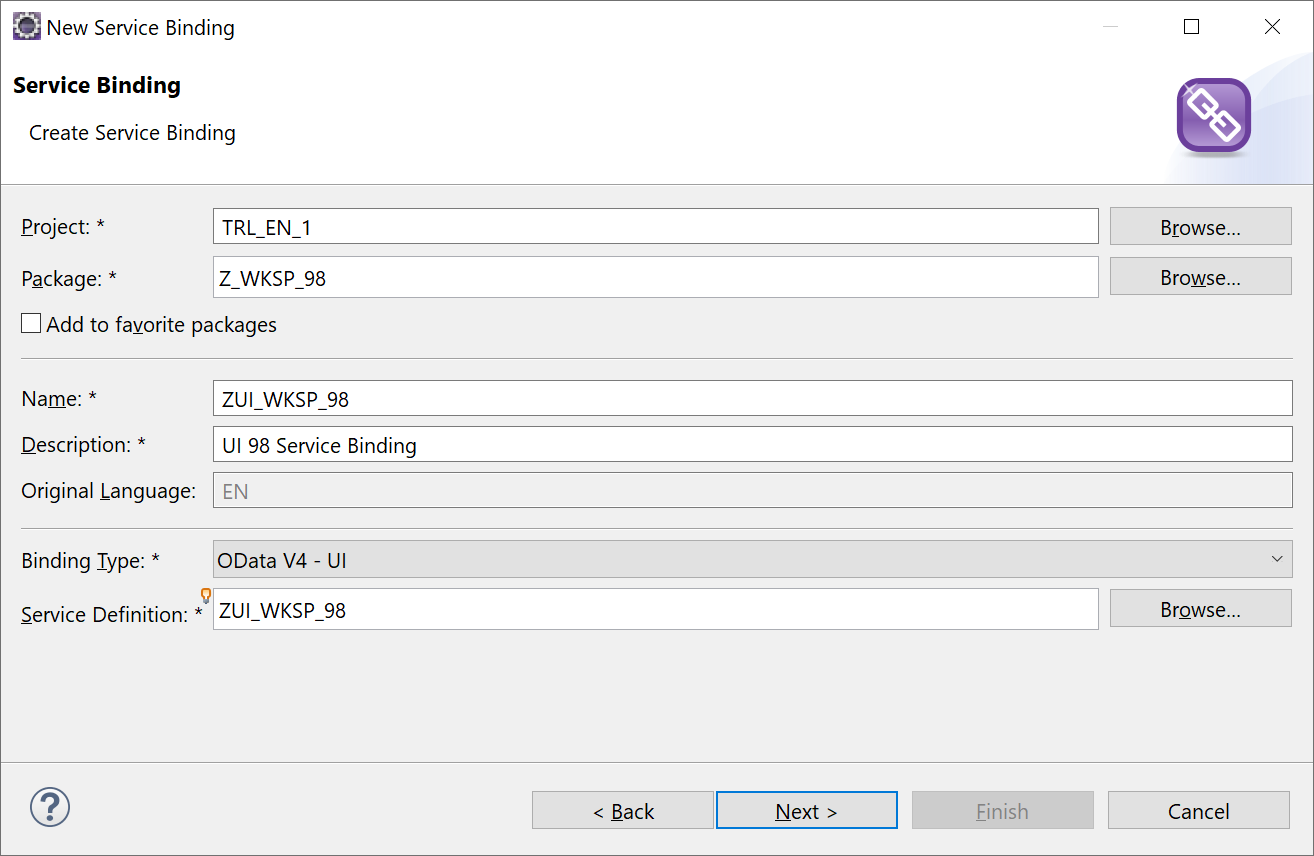 New Service Binding
Service Binding
Create Service Binding
Project: * TRL_EN_1 Browse...
Package: * Z_WKSP_98 Browse...
Add to favorite packages
Name: * ZUI_WKSP_98
Description: * UI 98 Service Binding
Original Language: EN
Binding Type: * OData V4 - UI
Service Definition: * ZUI_WKSP_98 Browse...
? < Back Next > Finish Cancel